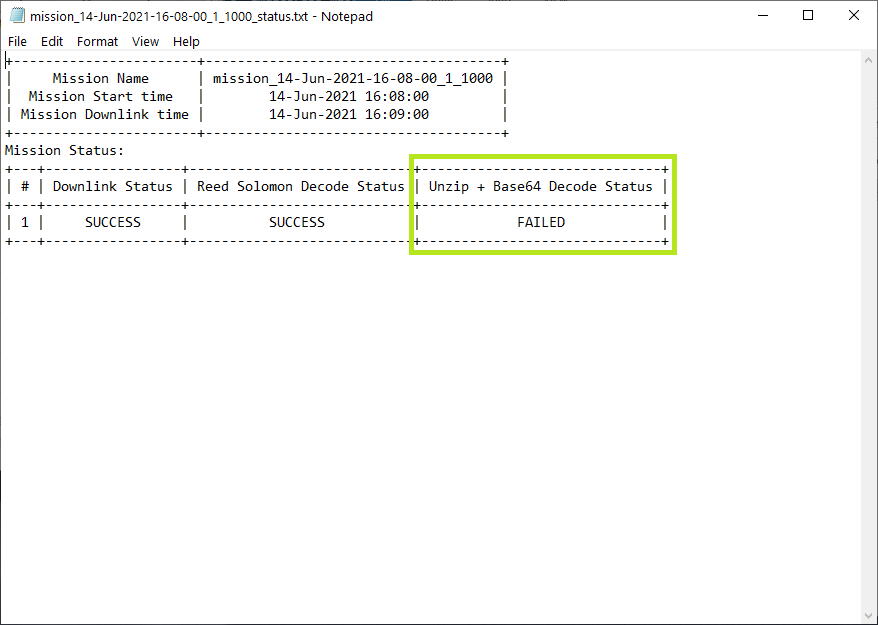 mission_14-Jun-2021-16-08-00_1_1000_status.txt - Notepad
File Edit Format View Help
+-----------------------+-------------------------------------+
|     Mission Name      | mission_14-Jun-2021-16-08-00_1_1000 |
|  Mission Start time   |        14-Jun-2021 16:08:00         |
| Mission Downlink time |        14-Jun-2021 16:09:00         |
+-----------------------+-------------------------------------+
Mission Status:
+---+-----------------+----------------------------+------------------------------+
| # | Downlink Status | Reed Solomon Decode Status | Unzip + Base64 Decode Status |
+---+-----------------+----------------------------+------------------------------+
| 1 |     SUCCESS     |          SUCCESS           |            FAILED            |
+---+-----------------+----------------------------+------------------------------+